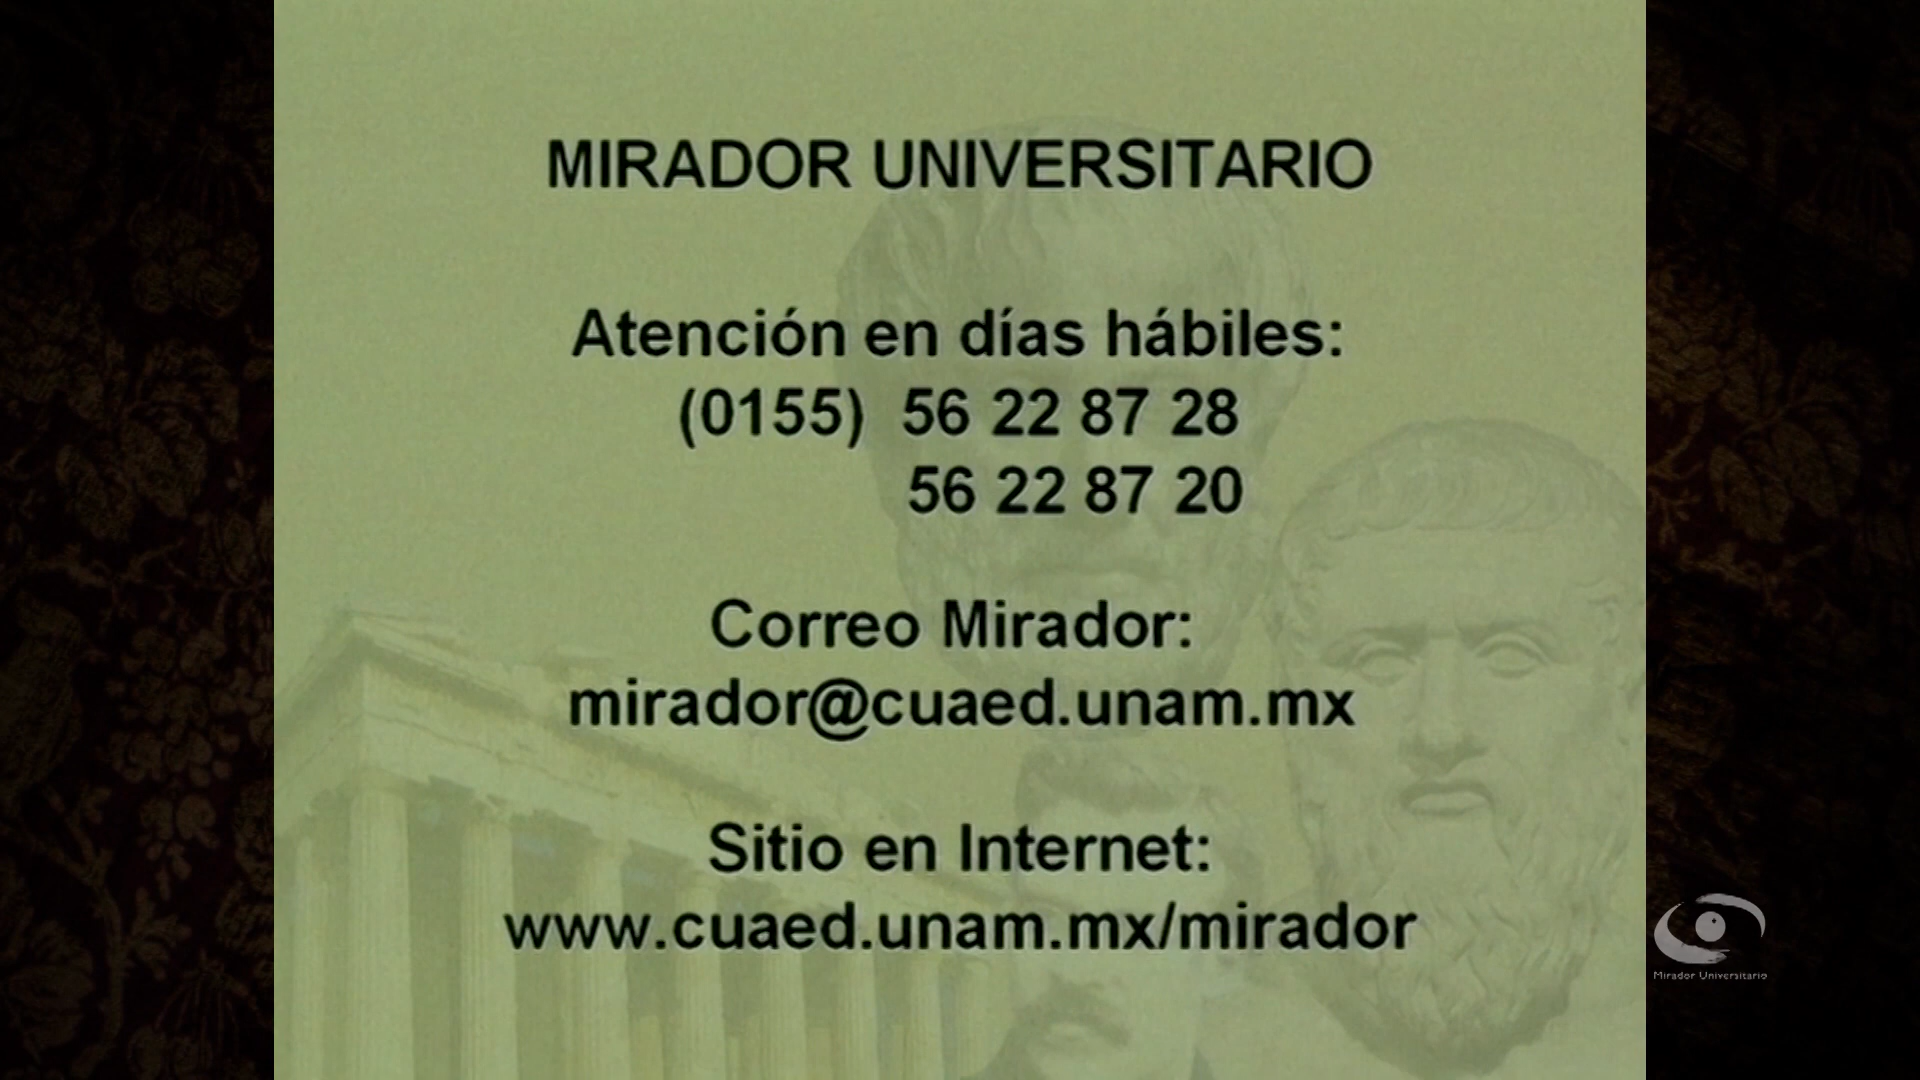 MIRADOR UNIVERSITARIO
Atención en días hábiles:
(0155) 56 22 87 28
56 22 87 20
Correo Mirador:
mirador@cuaed.unam.mx
Sitio en Internet:
www.cuaed.unam.mx/mirador
Mirador Universitario